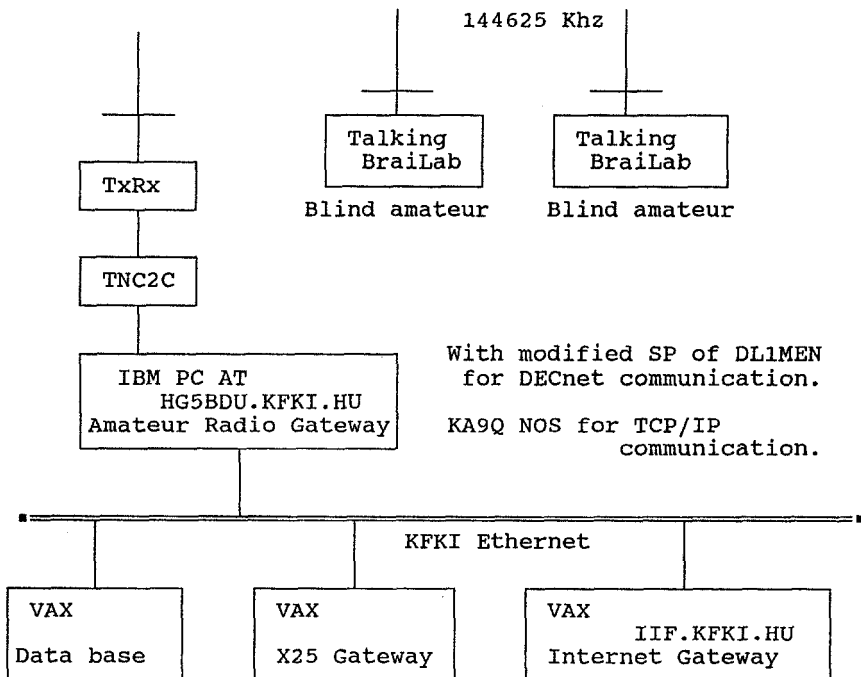 144625 Khz
Talking
BraiLab
Talking
BraiLab
TxRx
Blind amateur
Blind amateur
TNC2C
With modified SP of DL1MEN
for DECnet communication.
IBM PC AT
HG5BDU.KFKI.HU
Amateur Radio Gateway
KA9Q NOS for TCP/IP
communication.
KFKI Ethernet
VAX
Data base
VAX
X25 Gateway
VAX
IIF.KFKI.HU
Internet Gateway